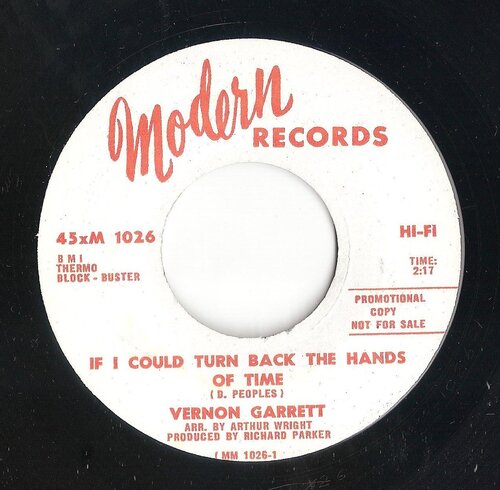 Modern
RECORDS
45xM 1026
HI-FI
B M I
THERMO
BLOCK - BUSTER
TIME:
2:17
PROMOTIONAL
COPY
NOT FOR SALE
IF I COULD TURN BACK THE HANDS
OF TIME
(D. PEOPLES)
VERNON GARRETT
ARR. BY ARTHUR WRIGHT
PRODUCED BY RICHARD PARKER
(MM 1026-1